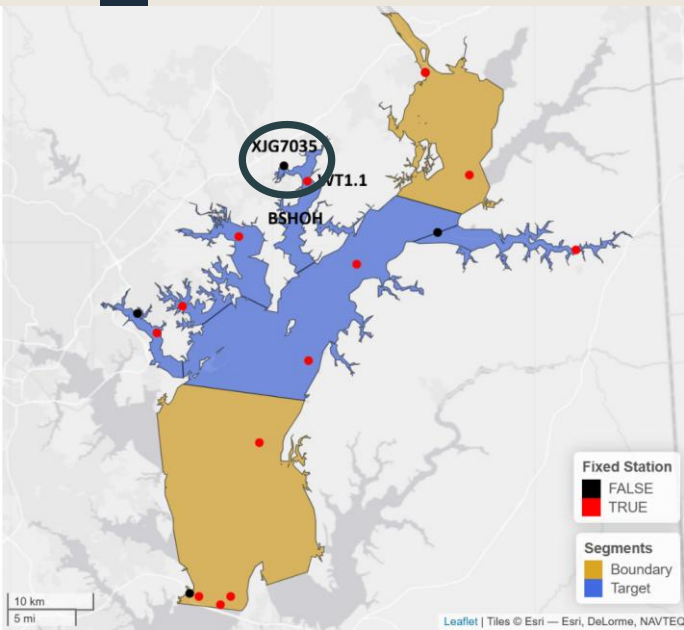 XJG7035
WT1.1
BSHOH
Fixed Station
FALSE
TRUE
Segments
Boundary
Target
10 km
5 mi
Leaflet | Tiles © Esri — Esri, DeLorme, NAVTEQ